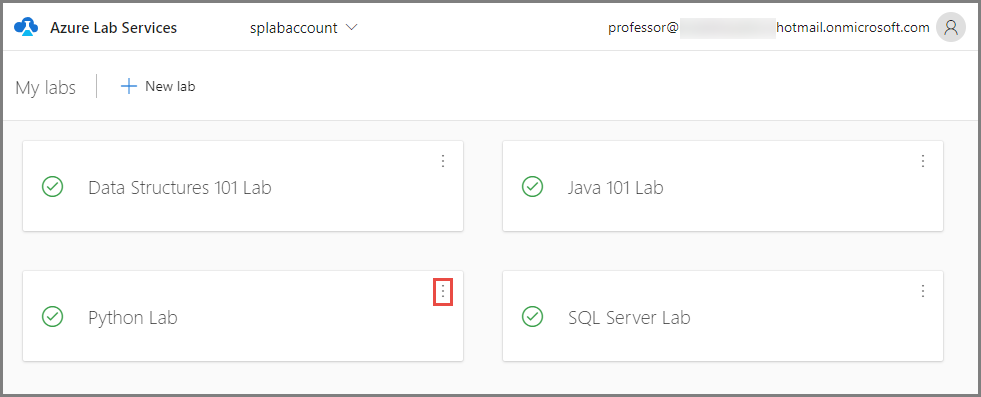 Azure Lab Services splabaccount professor@ hotmail.onmicrosoft.com
My labs New lab
Data Structures 101 Lab Java 101 Lab
Python Lab SQL Server Lab